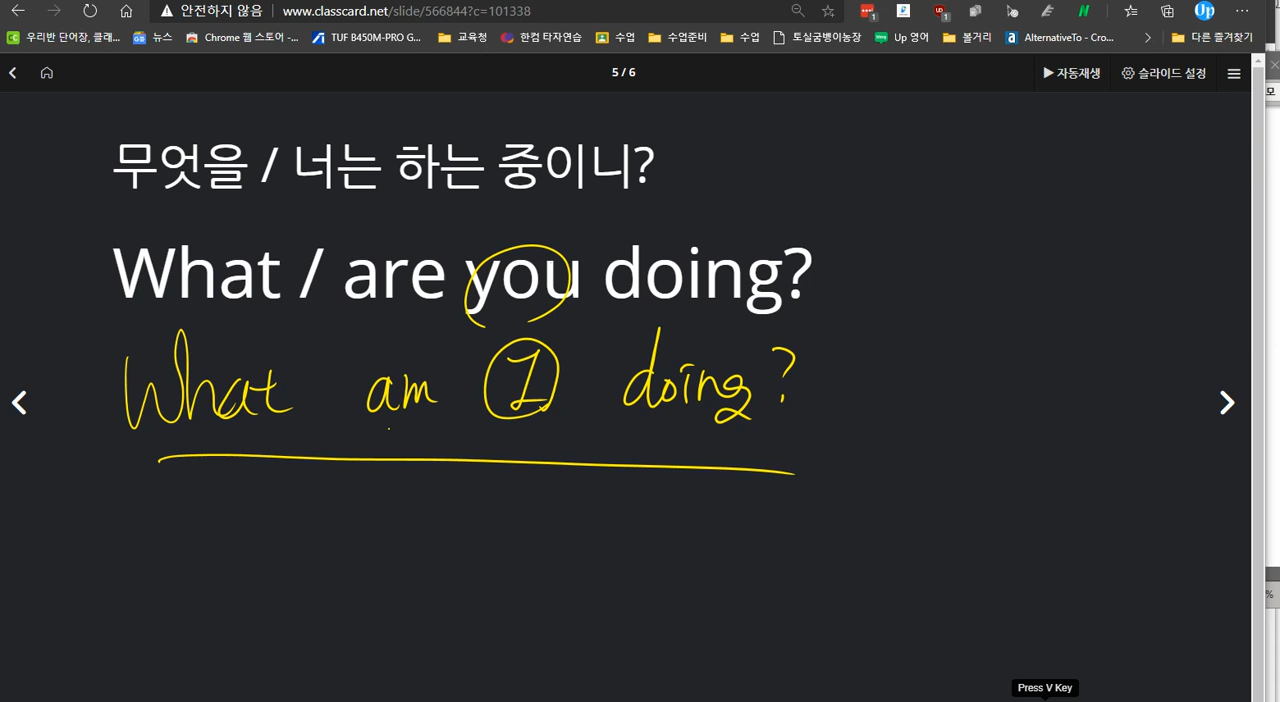 안전하지 않음 www.classcard.net/slide/566844?c=101338
우리반 단어장, 클래... 뉴스 Chrome 웹 스토어 -... TUF B450M-PRO G... 교육청 한컴 타자연습 수업 수업준비 수업 토실굼벵이농장 Up 영어 볼거리 AlternativeTo - Cro... 다른 즐겨찾기
5 / 6 자동재생 슬라이드 설정
무엇을 / 너는 하는 중이니?
What / are you doing?
What am I doing?
Press V Key